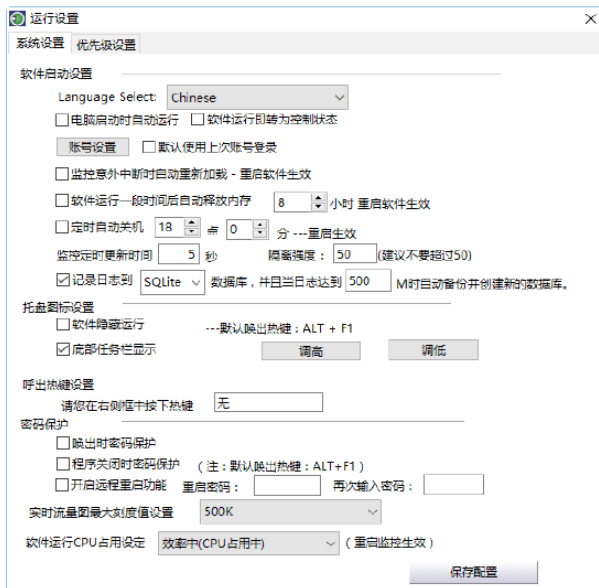 运行设置
系统设置 优先级设置
软件启动设置
Language Select: Chinese
电脑启动时自动运行 软件运行即转为控制状态
账号设置 默认使用上次账号登录
监控意外中断时自动重新加载 - 重启软件生效
软件运行一段时间后自动释放内存 8 小时 重启软件生效
定时自动关机 18 点 0 分 ---重启生效
监控定时更新时间 5 秒 隔离强度: 50 (建议不要超过50)
记录日志到 SQLite 数据库，并且当日志达到 500 M时自动备份并创建新的数据库。
托盘图标设置
软件隐藏运行 ---默认唤出热键：ALT + F1
底部任务栏显示 调高 调低
呼出热键设置
请您在右侧框中按下热键 无
密码保护
唤出时密码保护
程序关闭时密码保护 （注：默认唤出热键：ALT+F1）
开启远程重启功能 重启密码： 再次输入密码：
实时流量图最大刻度值设置 500K
软件运行CPU占用设定 效率中(CPU占用中) （重启监控生效）
保存配置